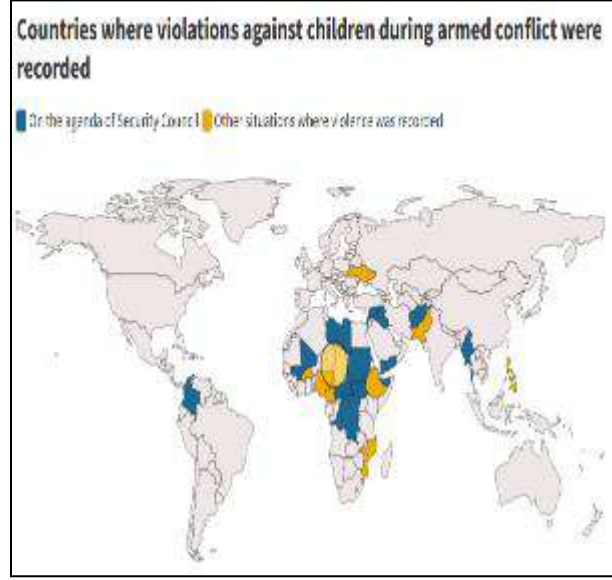 Countries where violations against children during armed conflict were
recorded
On the agenda of Security Council Other situations where violence was recorded